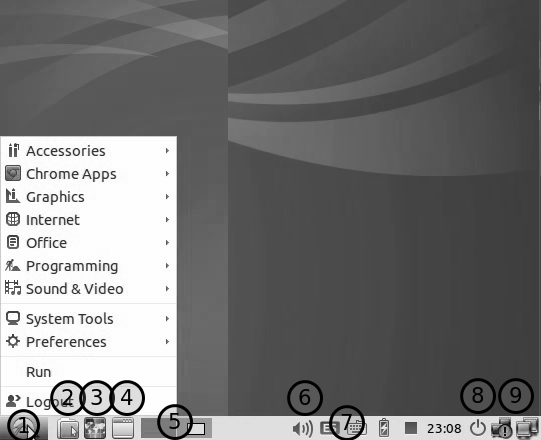 Accessories
Chrome Apps
Graphics
Internet
Office
Programming
Sound & Video
System Tools
Preferences
Run
Logout
1 2 3 4 5 6 7 8 9
23:08